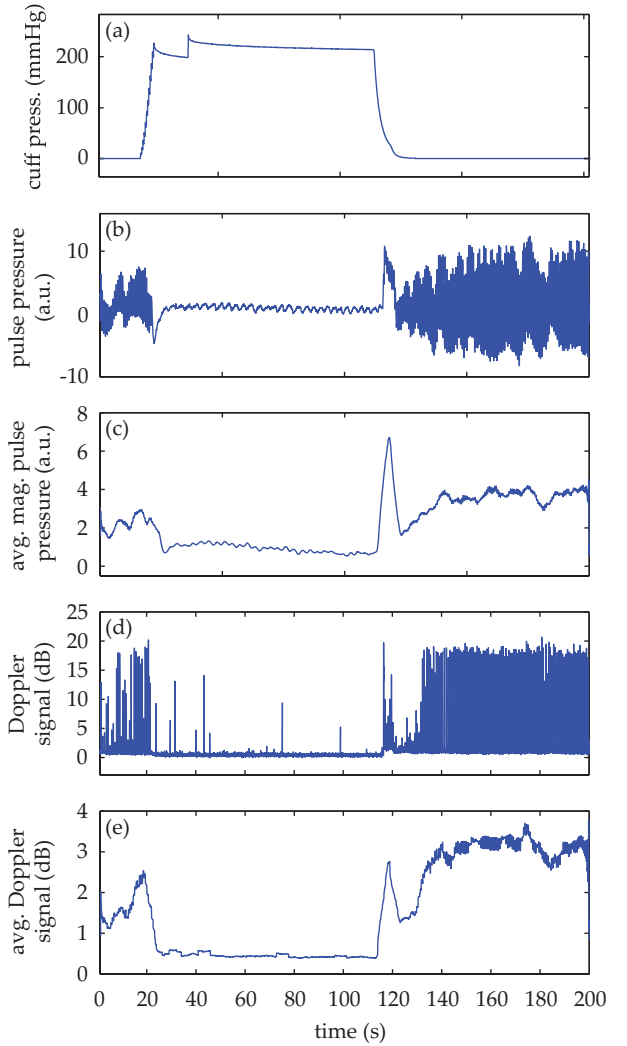 (a)
cuff press. (mmHg)
200
100
0
(b)
pulse pressure
(a.u.)
10
0
-10
(c)
avg. mag. pulse
pressure (a.u.)
8
6
4
2
0
(d)
Doppler
signal (dB)
25
20
15
10
5
0
(e)
avg. Doppler
signal (dB)
4
3
2
1
0
0 20 40 60 80 100 120 140 160 180 200
time (s)